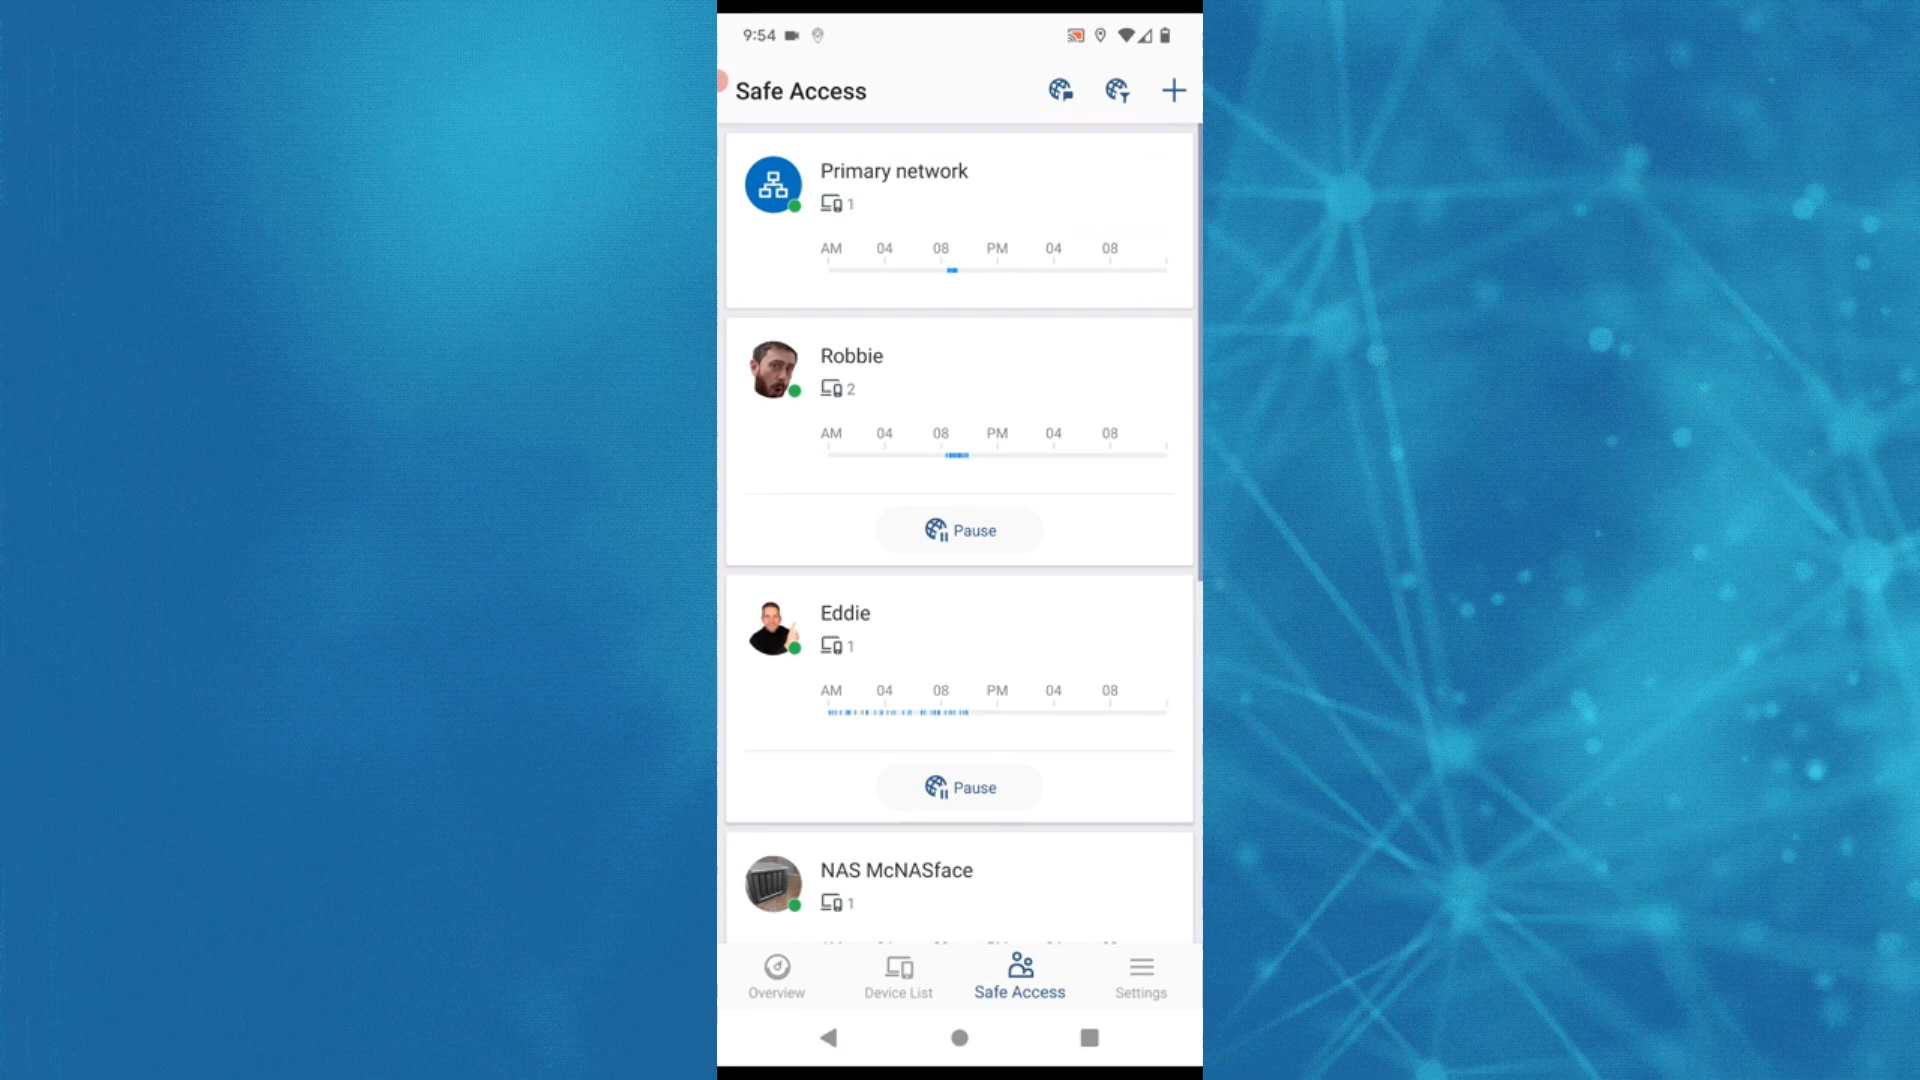 9:54
Safe Access
Primary network
1
AM 04 08 PM 04 08
Robbie
2
AM 04 08 PM 04 08
Pause
Eddie
1
AM 04 08 PM 04 08
Pause
NAS McNASface
1
Overview Device List Safe Access Settings